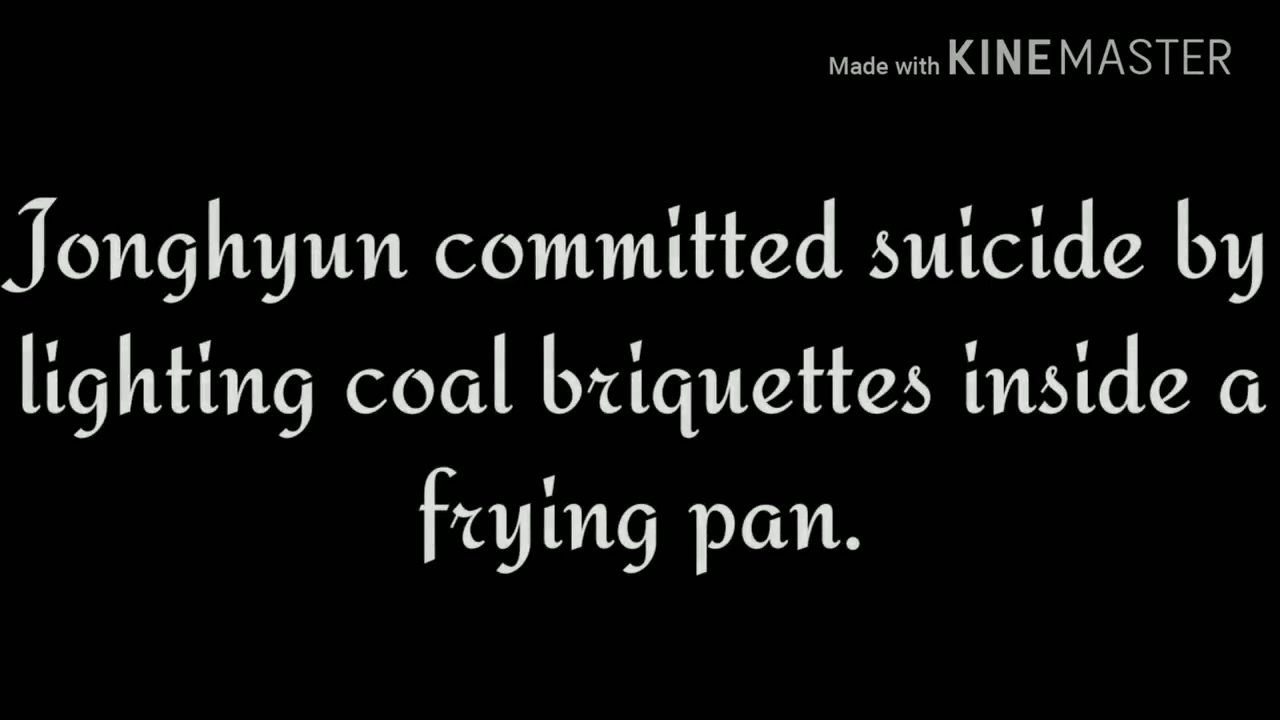 Made with KINEMASTER
Jonghyun committed suicide by
lighting coal briquettes inside a
frying pan.